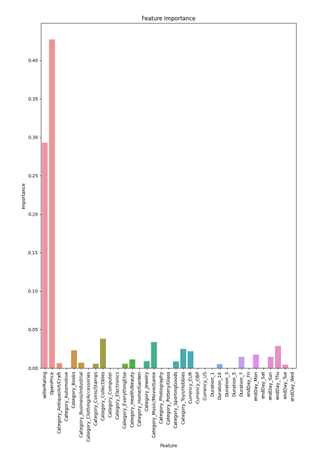 Feature Importance
0.40
0.35
0.30
0.25
0.20
0.15
0.10
0.05
0.00
Importance
sellerRating
OpenPrice
Category_Antique/Art/Craft
Category_Automotive
Category_Books
Category_Business/Industrial
Category_Clothing/Accessories
Category_Coins/Stamps
Category_Collectibles
Category_Computer
Category_Electronics
Category_EverythingElse
Category_Health/Beauty
Category_Home/Garden
Category_Jewelry
Category_Music/Movie/Game
Category_Photography
Category_Pottery/Glass
Category_SportingGoods
Category_Toys/Hobbies
Currency_EUR
Currency_GBP
Currency_US
Duration_1
Duration_10
Duration_3
Duration_5
Duration_7
endDay_Fri
endDay_Mon
endDay_Sat
endDay_Sun
endDay_Thu
endDay_Tue
endDay_Wed
Feature